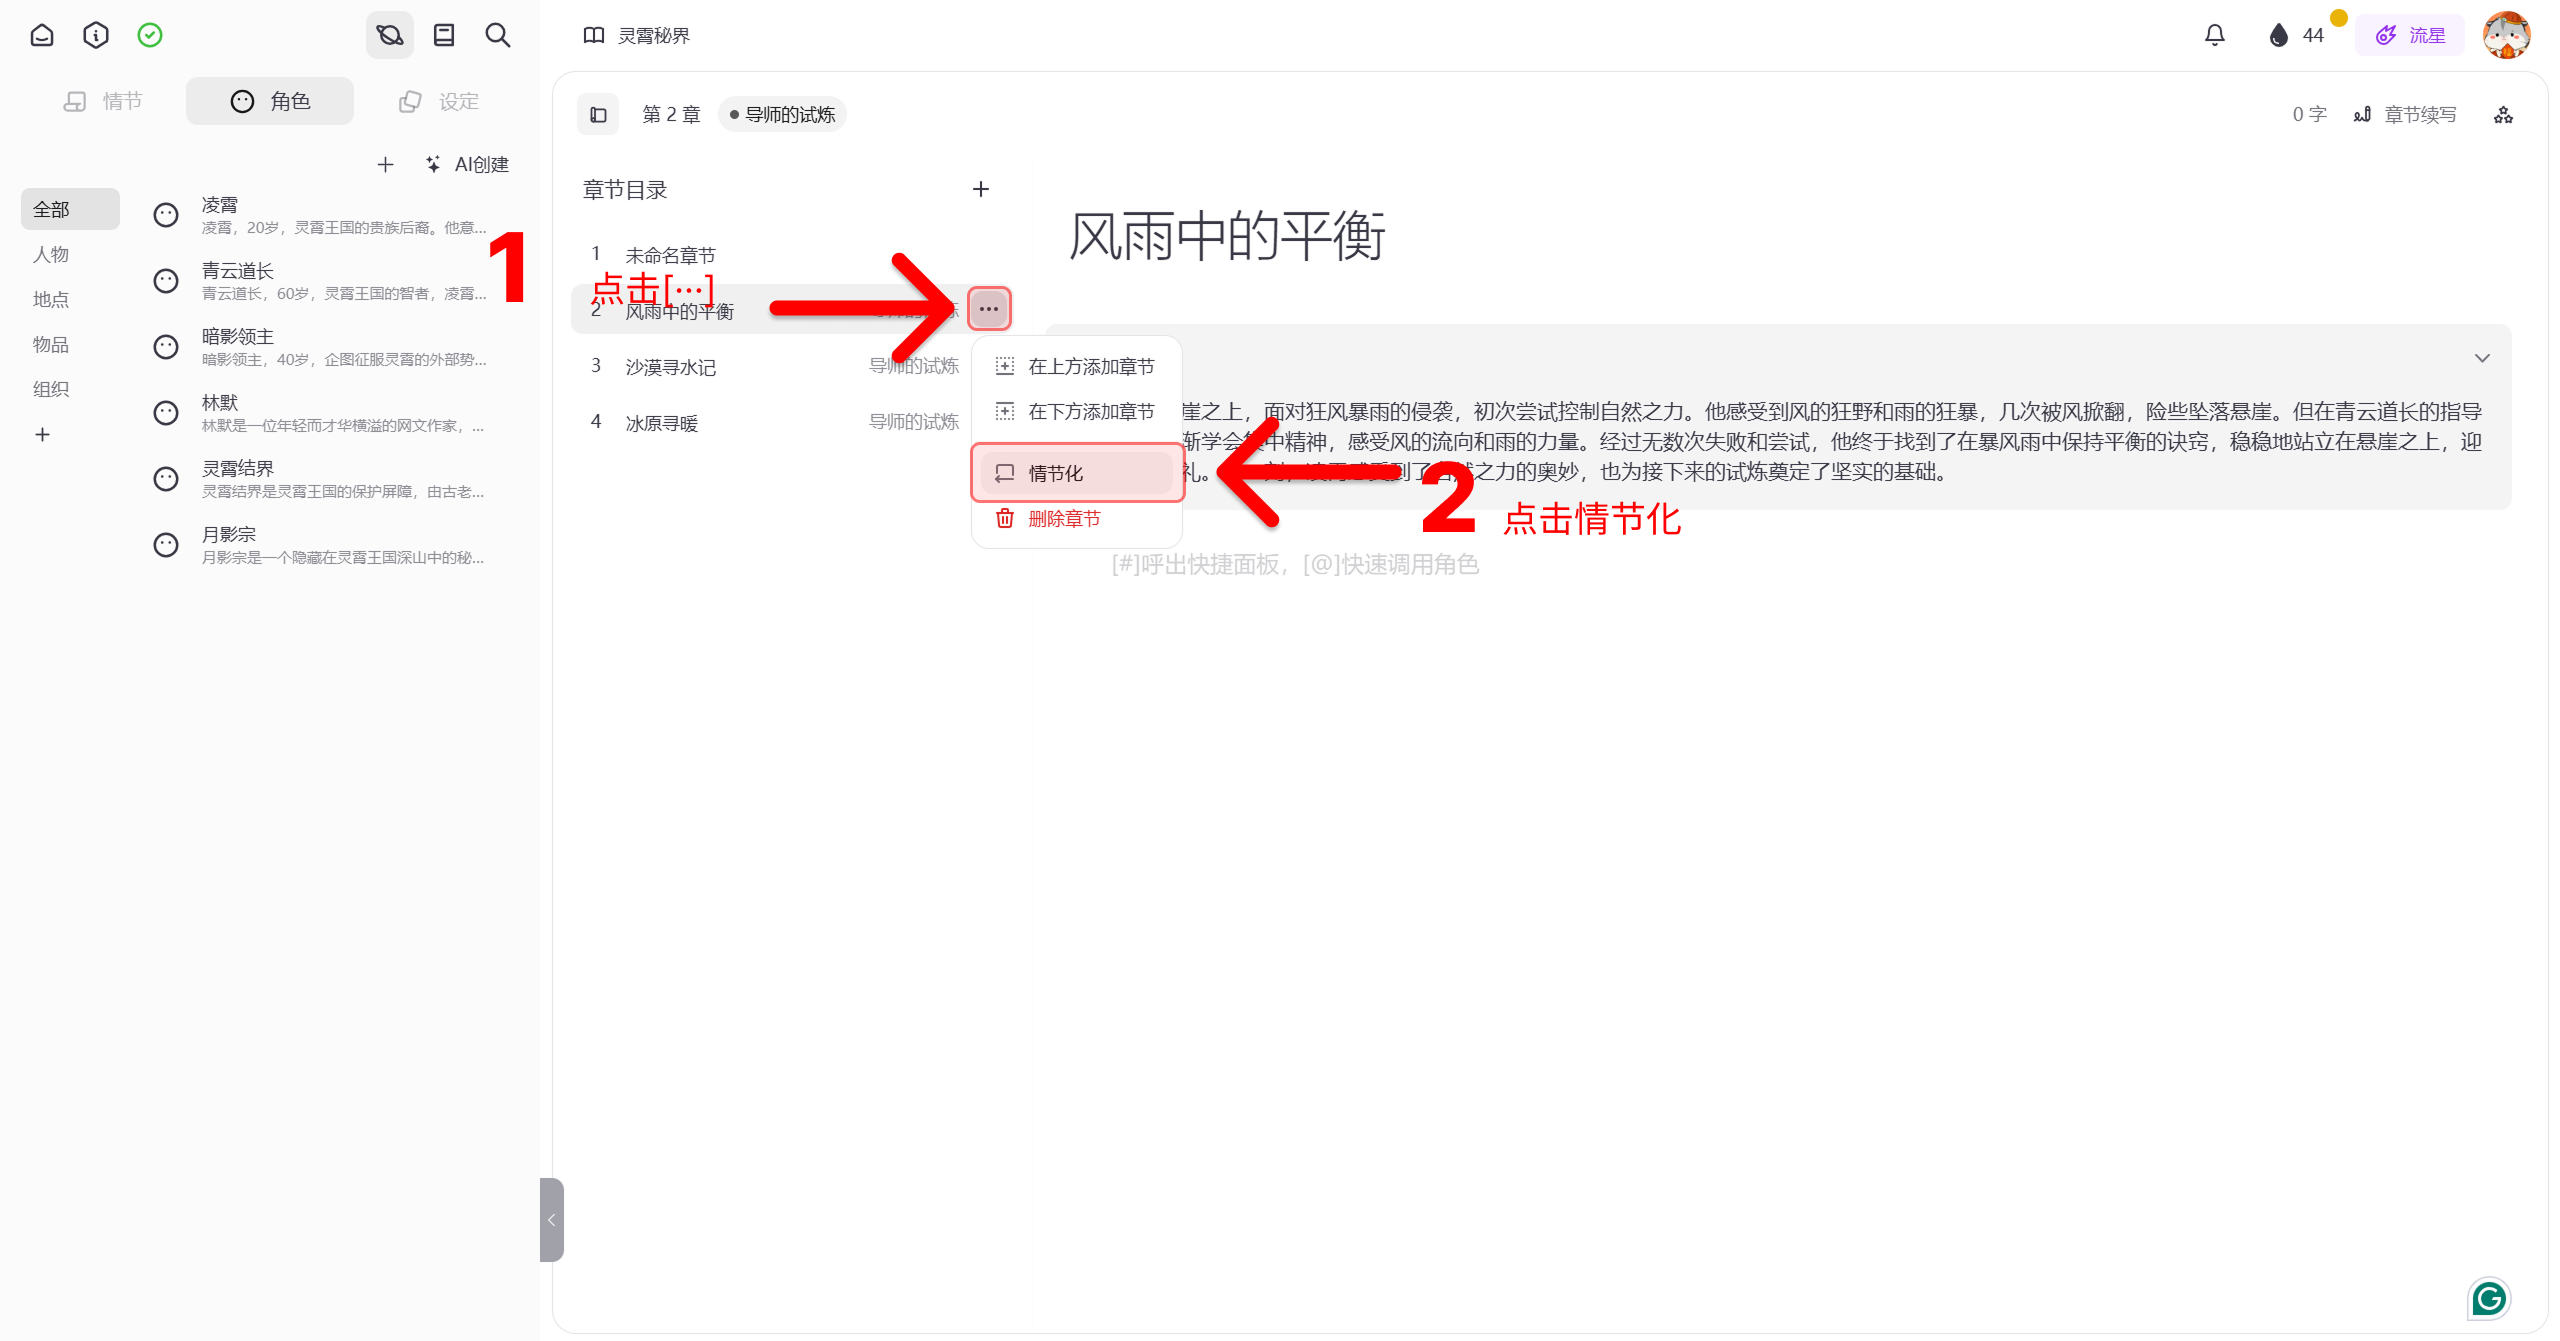 灵霄秘界
44
流星
情节
角色
设定
AI创建
全部
人物
地点
物品
组织
凌霄
凌霄，20岁，灵霄王国的贵族后裔。他意...
青云道长
青云道长，60岁，灵霄王国的智者，凌霄...
暗影领主
暗影领主，40岁，企图征服灵霄的外部势...
林默
林默是一位年轻而才华横溢的网文作家，...
灵霄结界
灵霄结界是灵霄王国的保护屏障，由古老...
月影宗
月影宗是一个隐藏在灵霄王国深山中的秘...
第 2 章
导师的试炼
0 字
章节续写
章节目录
1 未命名章节
1
点击[…]
2 风雨中的平衡
3 沙漠寻水记 导师的试炼
4 冰原寻暖 导师的试炼
在上方添加章节
在下方添加章节
情节化
删除章节
2 点击情节化
风雨中的平衡
崖之上，面对狂风暴雨的侵袭，初次尝试控制自然之力。他感受到风的狂野和雨的狂暴，几次被风掀翻，险些坠落悬崖。但在青云道长的指导
渐学会集中精神，感受风的流向和雨的力量。经过无数次失败和尝试，他终于找到了在暴风雨中保持平衡的诀窍，稳稳地站立在悬崖之上，迎
礼。之力的奥妙，也为接下来的试炼奠定了坚实的基础。
[#]呼出快捷面板，[@]快速调用角色